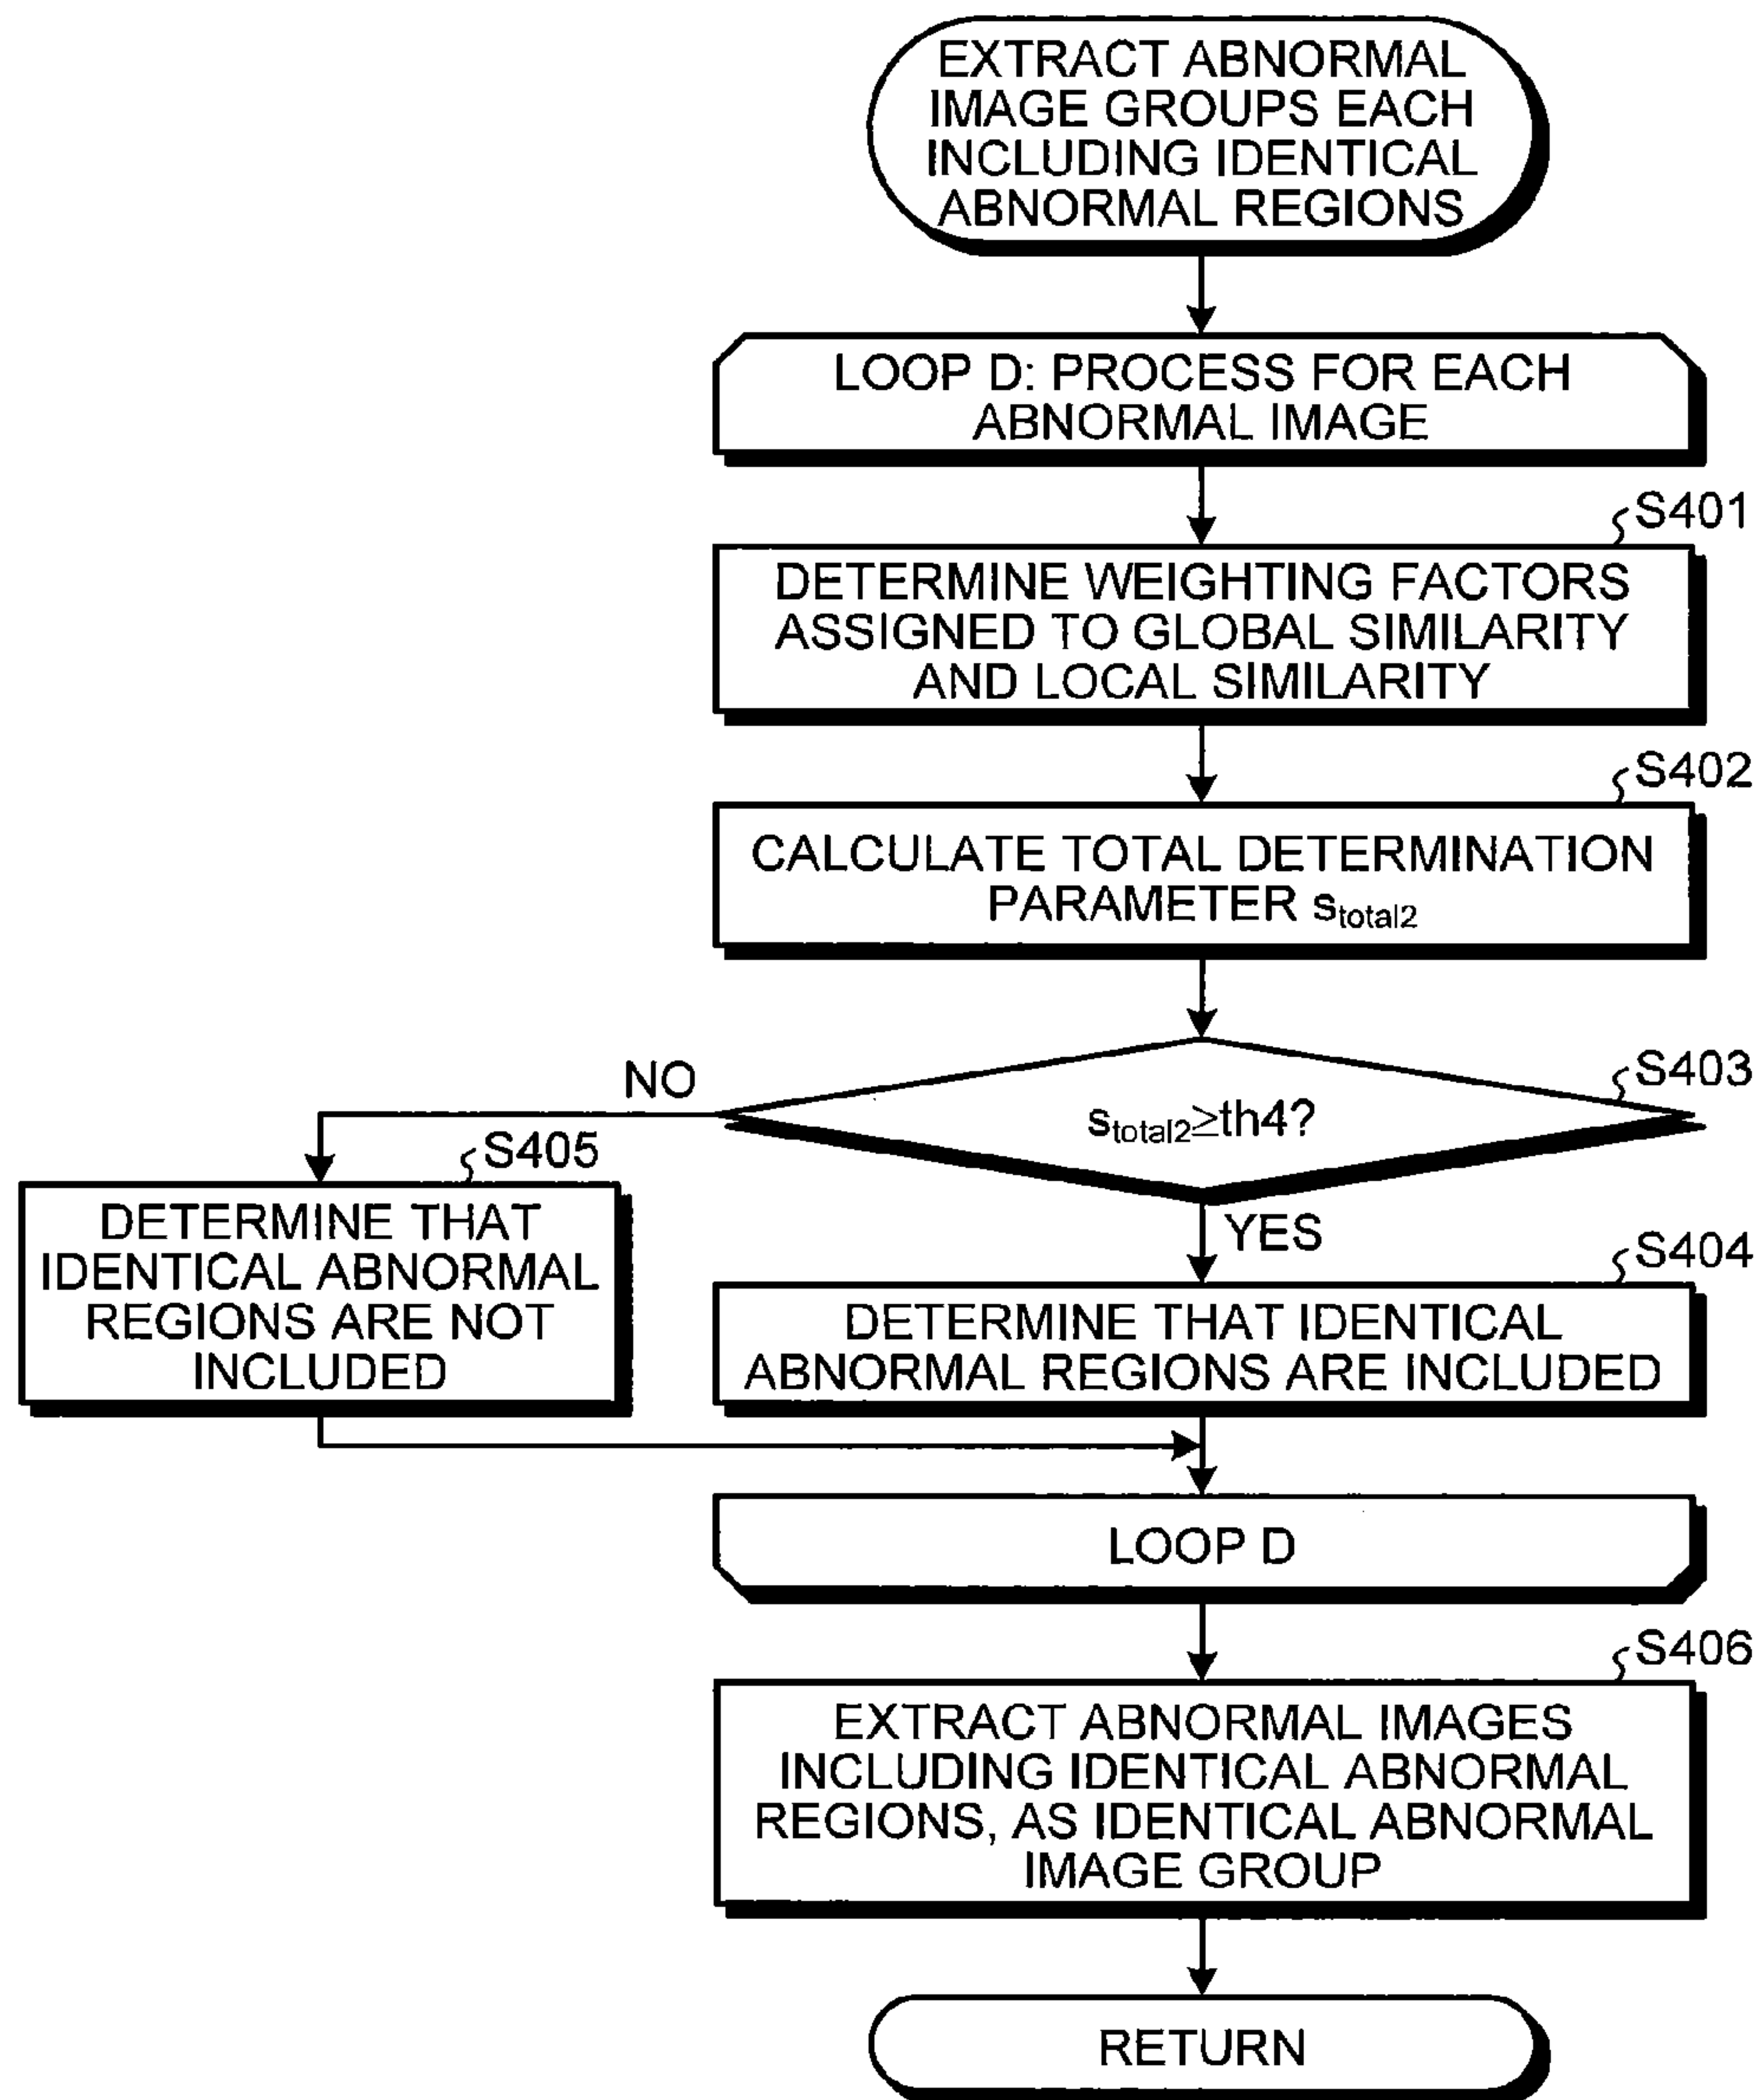 EXTRACT ABNORMAL
IMAGE GROUPS EACH
INCLUDING IDENTICAL
ABNORMAL REGIONS
LOOP D: PROCESS FOR EACH
ABNORMAL IMAGE
S401
DETERMINE WEIGHTING FACTORS
ASSIGNED TO GLOBAL SIMILARITY
AND LOCAL SIMILARITY
S402
CALCULATE TOTAL DETERMINATION
PARAMETER stotal2
S403
stotal2≥th4?
NO
YES
S405
DETERMINE THAT
IDENTICAL ABNORMAL
REGIONS ARE NOT
INCLUDED
S404
DETERMINE THAT IDENTICAL
ABNORMAL REGIONS ARE INCLUDED
LOOP D
S406
EXTRACT ABNORMAL IMAGES
INCLUDING IDENTICAL ABNORMAL
REGIONS, AS IDENTICAL ABNORMAL
IMAGE GROUP
RETURN